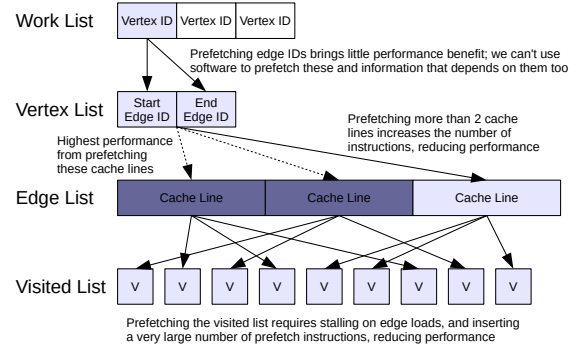 Work List
Vertex ID Vertex ID Vertex ID
Prefetching edge IDs brings little performance benefit; we can't use
software to prefetch these and information that depends on them too
Vertex List
Start
Edge ID
End
Edge ID
Prefetching more than 2 cache
lines increases the number of
instructions, reducing performance
Highest performance
from prefetching
these cache lines
Edge List
Cache Line Cache Line Cache Line
Visited List
V V V V V V V V V
Prefetching the visited list requires stalling on edge loads, and inserting
a very large number of prefetch instructions, reducing performance